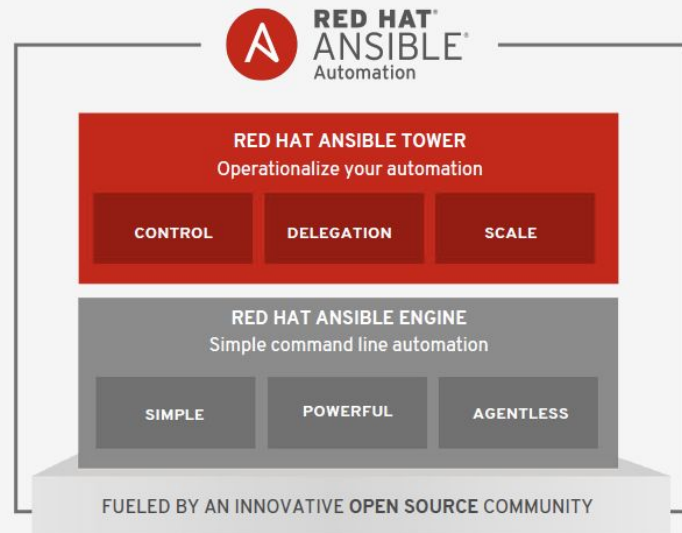 RED HAT®
ANSIBLE®
Automation
RED HAT ANSIBLE TOWER
Operationalize your automation
CONTROL DELEGATION SCALE
RED HAT ANSIBLE ENGINE
Simple command line automation
SIMPLE POWERFUL AGENTLESS
FUELED BY AN INNOVATIVE OPEN SOURCE COMMUNITY